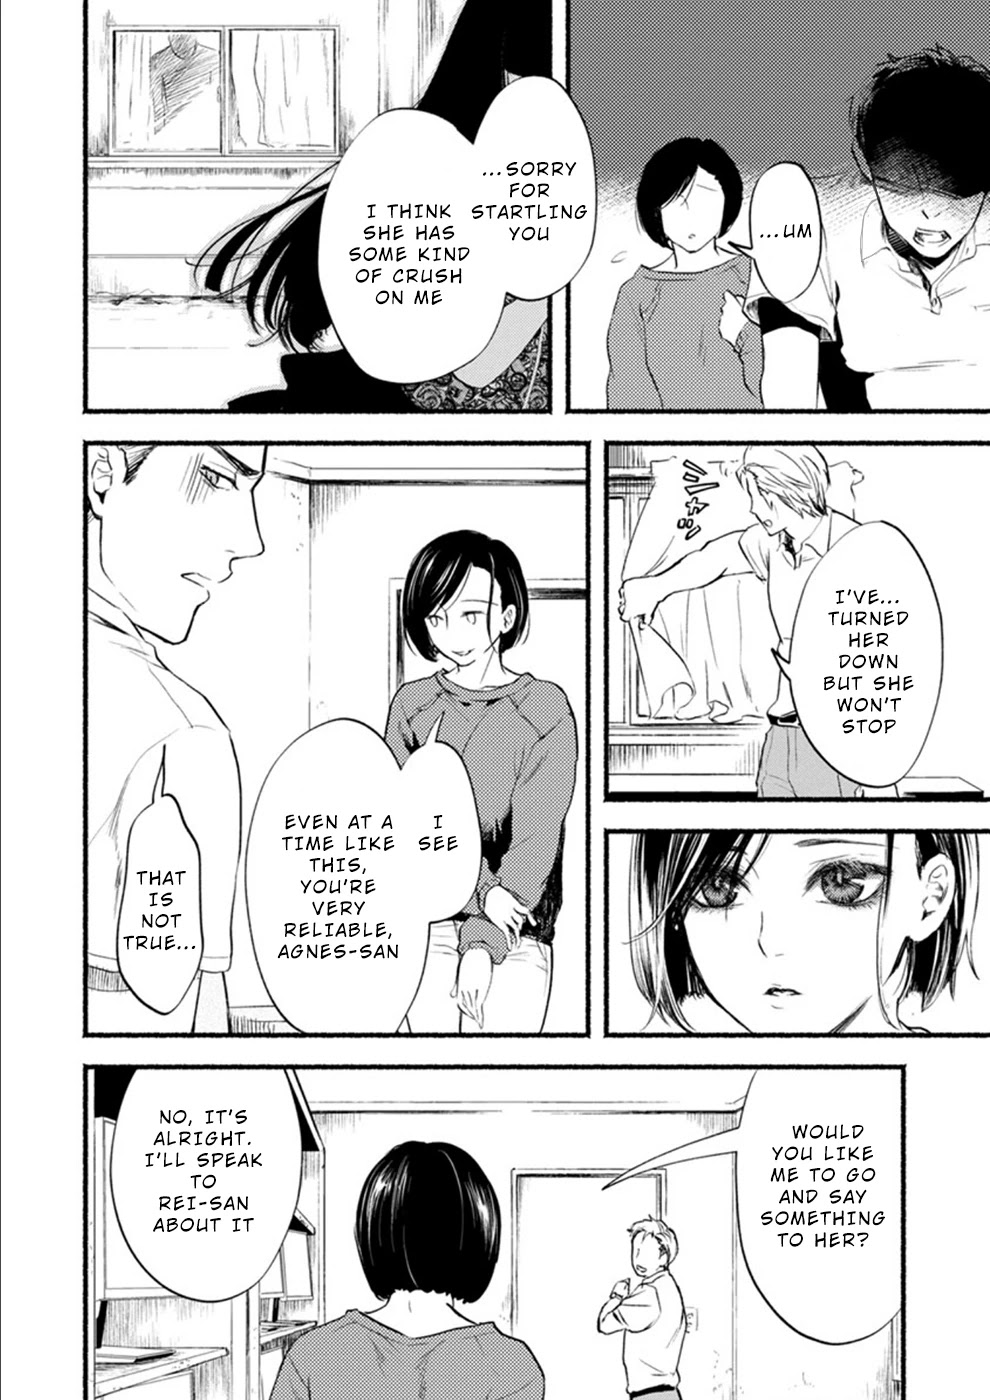 ...UM
...SORRY
FOR
STARTLING
YOU
I THINK
SHE HAS
SOME KIND
OF CRUSH
ON ME
シャッ
I'VE...
TURNED
HER
DOWN
BUT SHE
WON'T
STOP
I
SEE
EVEN AT A
TIME LIKE
THIS,
YOU'RE
VERY
RELIABLE,
AGNES-SAN
THAT
IS
NOT
TRUE...
WOULD
YOU LIKE
ME TO GO
AND SAY
SOMETHING
TO HER?
NO, IT'S
ALRIGHT.
I'LL SPEAK
TO
REI-SAN
ABOUT IT